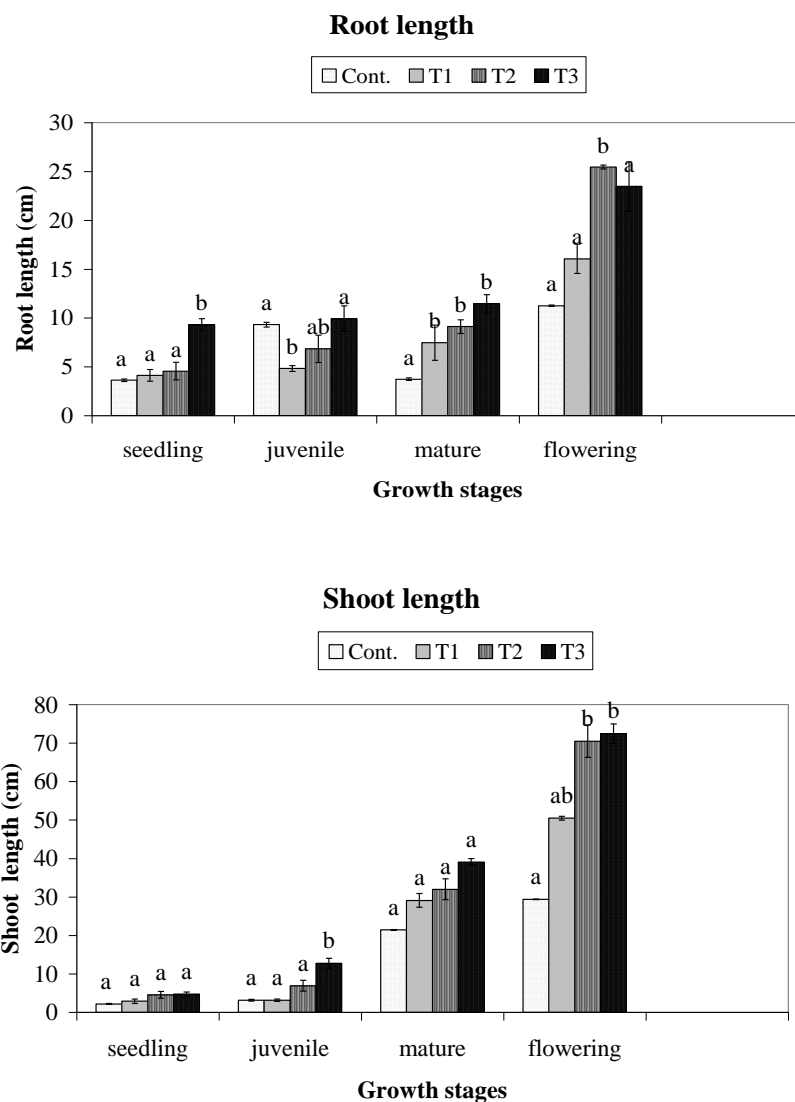 Root length
Cont. T1 T2 T3
Root length (cm)
30
25
20
15
10
5
0
a a a b
a b ab a
a b b b
a a b a
seedling juvenile mature flowering
Growth stages
Shoot length
Cont. T1 T2 T3
Shoot length (cm)
80
70
60
50
40
30
20
10
0
a a a a
a a a b
a a a a
a ab b b
seedling juvenile mature flowering
Growth stages